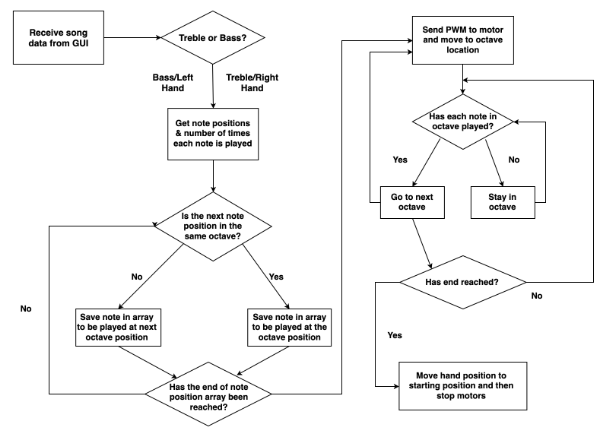 Receive song
data from GUI
Treble or Bass?
Bass/Left
Hand
Treble/Right
Hand
Get note positions
& number of times
each note is played
Is the next note
position in the
same octave?
No
Yes
No
Save note in array
to be played at next
octave position
Save note in array
to be played at the
octave position
Has the end of note
position array been
reached?
Send PWM to motor
and move to octave
location
Has each note in
octave played?
Yes
No
Go to next
octave
Stay in
octave
Has end reached?
No
Yes
Move hand position to
starting position and then
stop motors